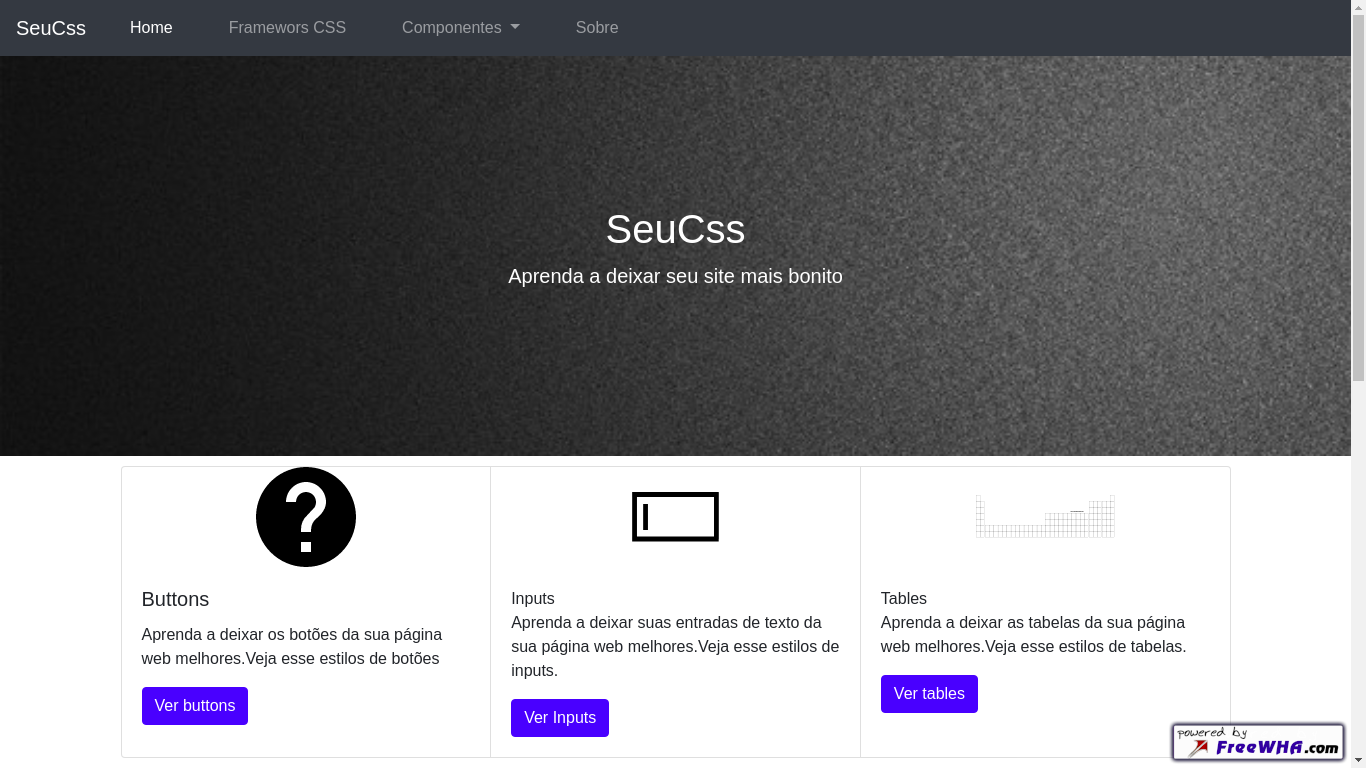 SeuCss
Home
Framewors CSS
Componentes
Sobre
SeuCss
Aprenda a deixar seu site mais bonito
Buttons
Aprenda a deixar os botões da sua página
web melhores.Veja esse estilos de botões
Ver buttons
Inputs
Aprenda a deixar suas entradas de texto da
sua página web melhores.Veja esse estilos de
inputs.
Ver Inputs
Tables
Aprenda a deixar as tabelas da sua página
web melhores.Veja esse estilos de tabelas.
Ver tables
powered by
FreeWHA.com